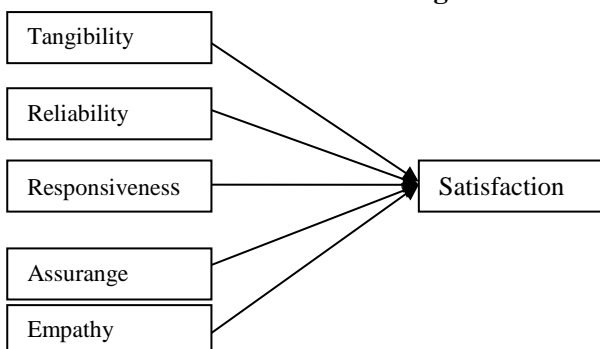 Tangibility
Reliability
Responsiveness
Satisfaction
Assurange
Empathy